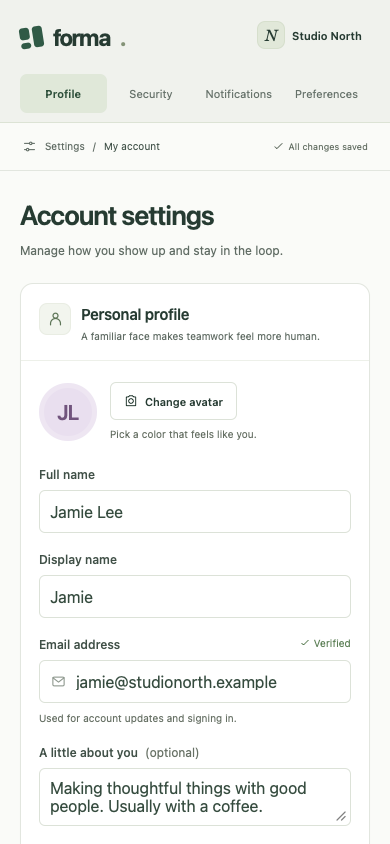 forma
N Studio North
Profile Security Notifications Preferences
Settings / My account
All changes saved
Account settings
Manage how you show up and stay in the loop.
Personal profile
A familiar face makes teamwork feel more human.
JL
Change avatar
Pick a color that feels like you.
Full name
Jamie Lee
Display name
Jamie
Email address
Verified
jamie@studionorth.example
Used for account updates and signing in.
A little about you (optional)
Making thoughtful things with good
people. Usually with a coffee.